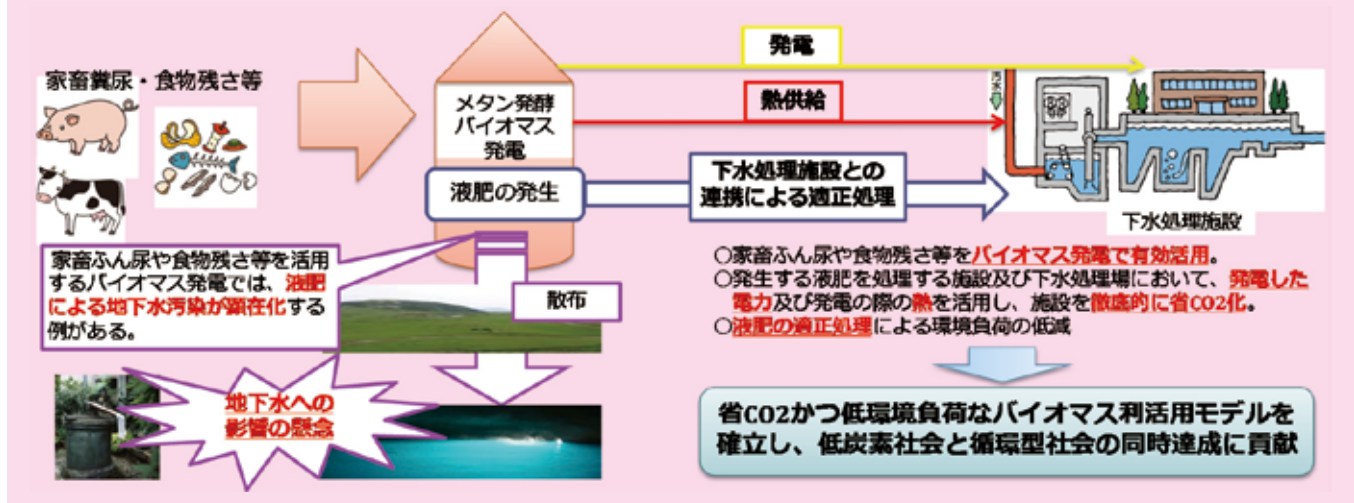 家畜糞尿・食物残さ等
メタン発酵
バイオマス
発電
液肥の発生
発電
熱供給
下水処理施設との
連携による適正処理
汚水
下水処理施設
家畜ふん尿や食物残さ等を活用
するバイオマス発電では、液肥
による地下水汚染が顕在化する
例がある。
散布
地下水への
影響の懸念
○家畜ふん尿や食物残さ等をバイオマス発電で有効活用。
○発生する液肥を処理する施設及び下水処理場において、発電した
電力及び発電の際の熱を活用し、施設を徹底的に省CO2化。
○液肥の適正処理による環境負荷の低減
省CO2かつ低環境負荷なバイオマス利活用モデルを
確立し、低炭素社会と循環型社会の同時達成に貢献